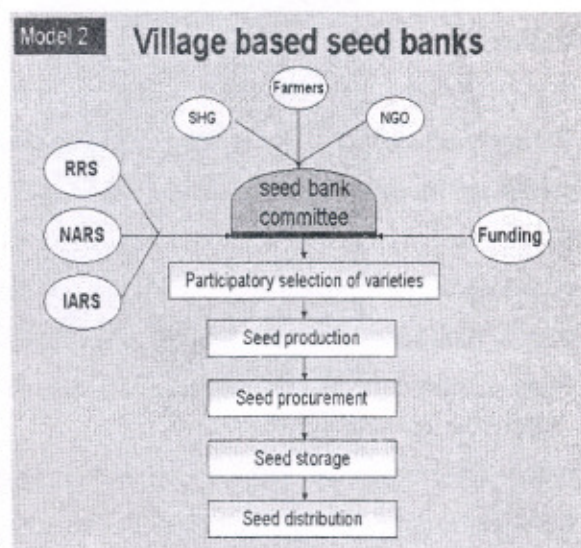 Model 2
Village based seed banks
Farmers
SHG
NGO
RRS
NARS
IARS
seed bank
committee
Funding
Participatory selection of varieties
Seed production
Seed procurement
Seed storage
Seed distribution